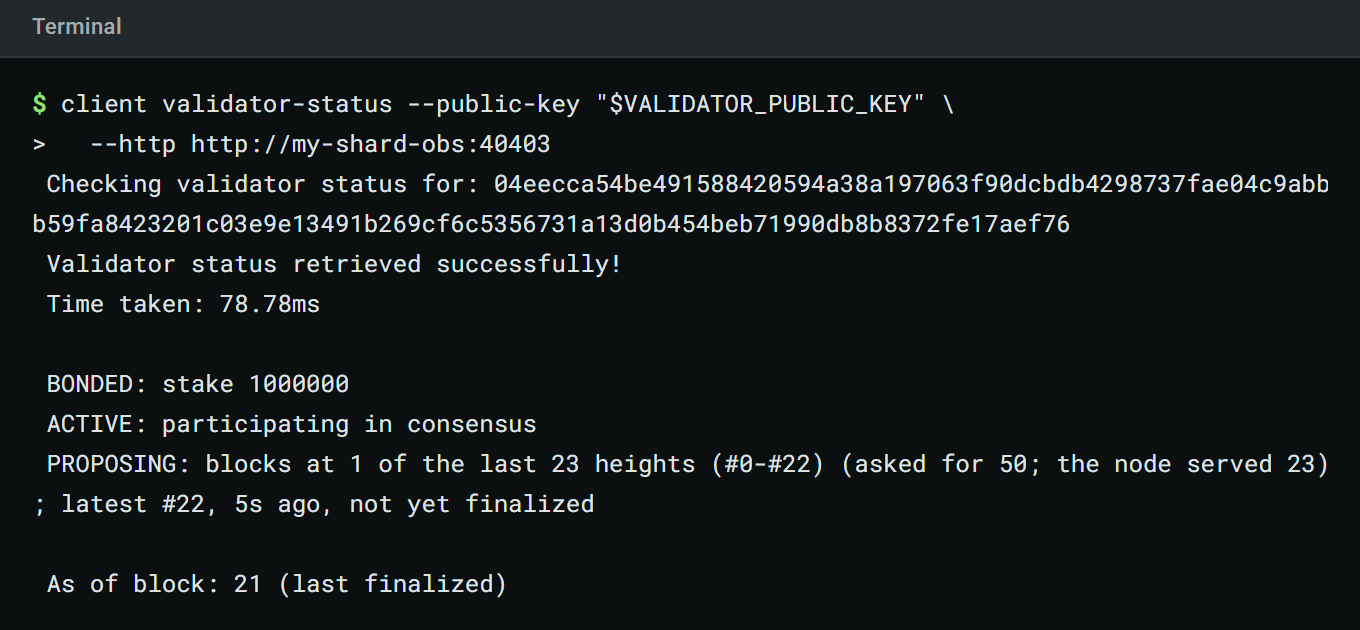 Terminal
$ client validator-status --public-key "$VALIDATOR_PUBLIC_KEY" \
>   --http http://my-shard-obs:40403
Checking validator status for: 04eecca54be491588420594a38a197063f90dcbdb4298737fae04c9abb
b59fa8423201c03e9e13491b269cf6c5356731a13d0b454beb71990db8b8372fe17aef76
Validator status retrieved successfully!
Time taken: 78.78ms
BONDED: stake 1000000
ACTIVE: participating in consensus
PROPOSING: blocks at 1 of the last 23 heights (#0-#22) (asked for 50; the node served 23)
; latest #22, 5s ago, not yet finalized
As of block: 21 (last finalized)